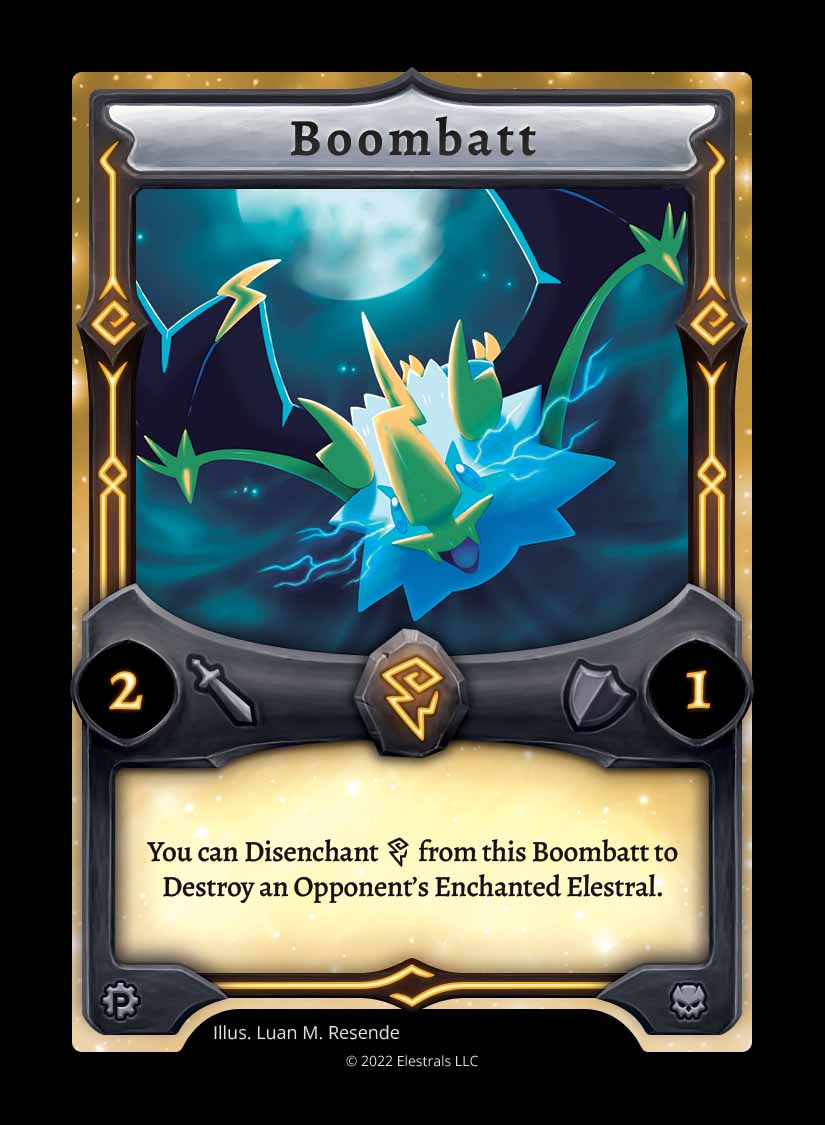 Boombatt
2
1
You can Disenchant from this Boombatt to
Destroy an Opponent's Enchanted Elestral.
P
Illus. Luan M. Resende
© 2022 Elestrals LLC